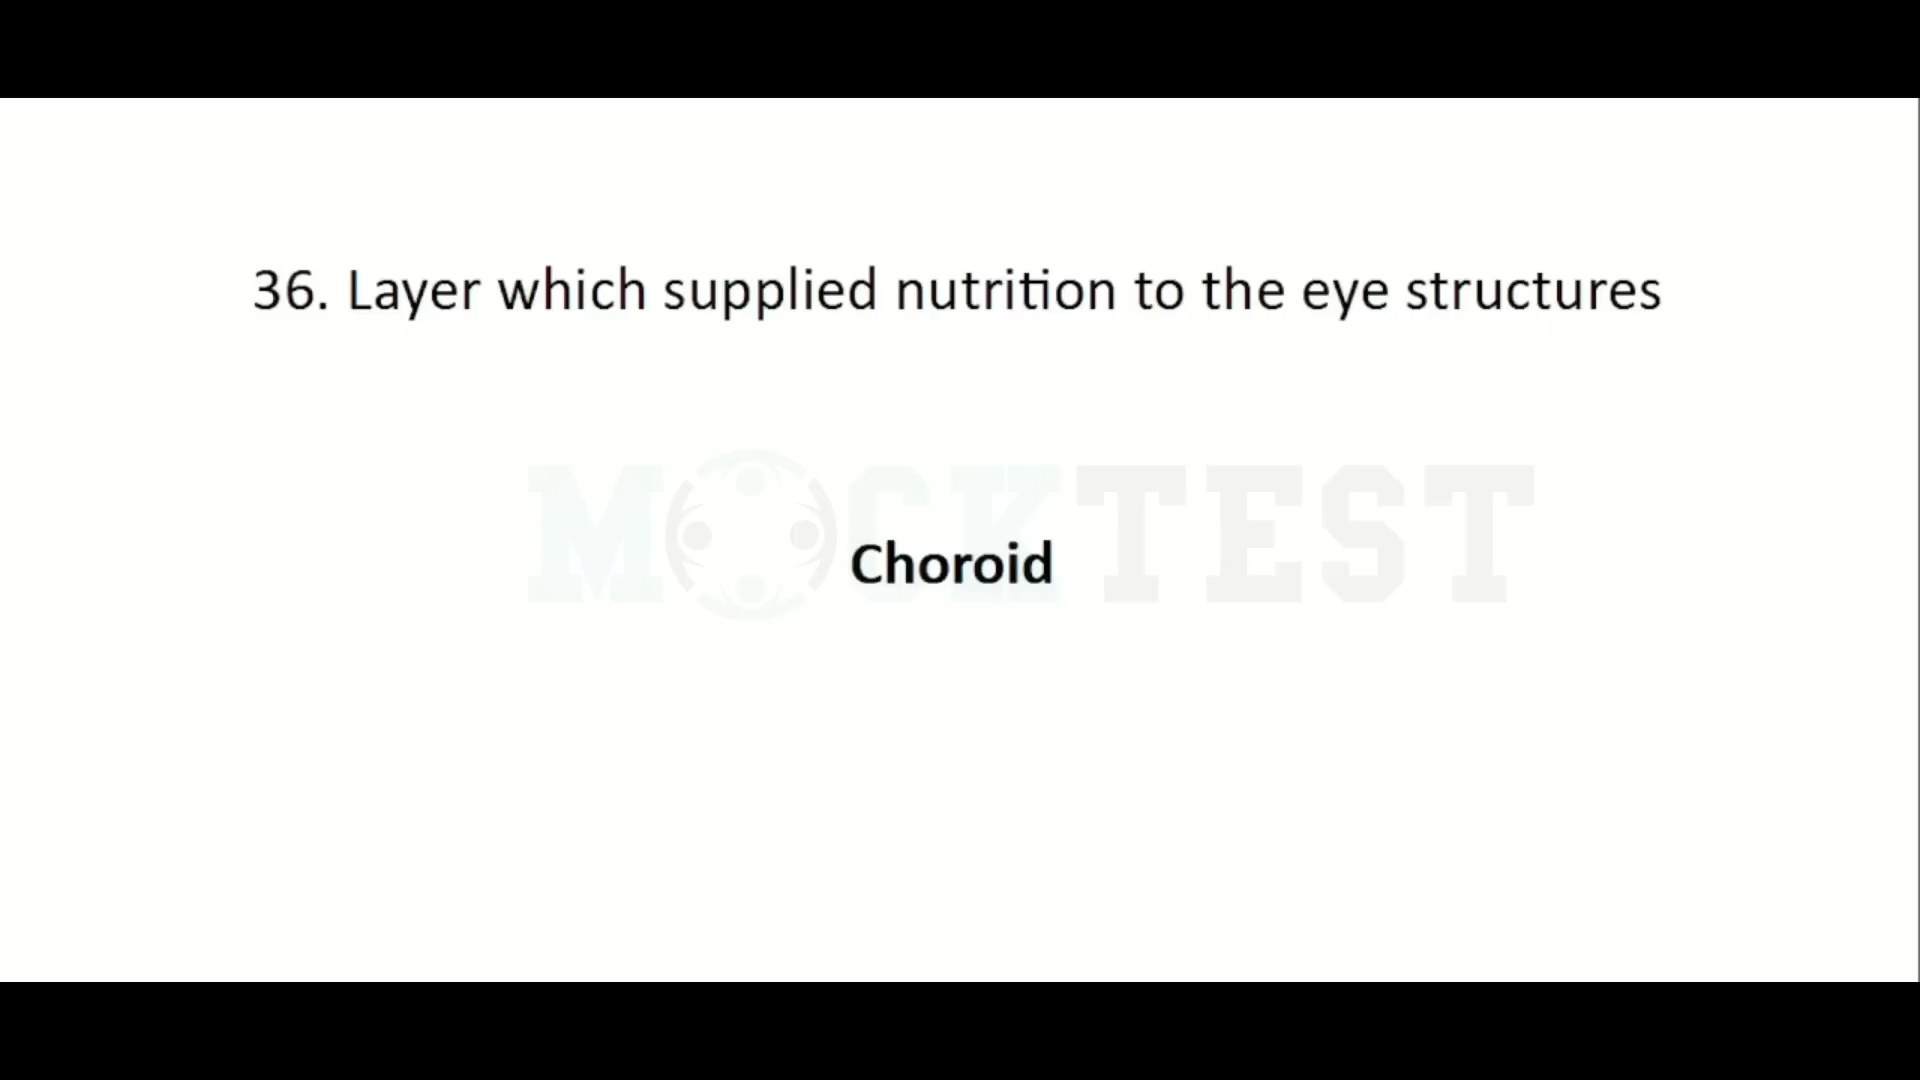 36. Layer which supplied nutrition to the eye structures
MOCKTEST
Choroid